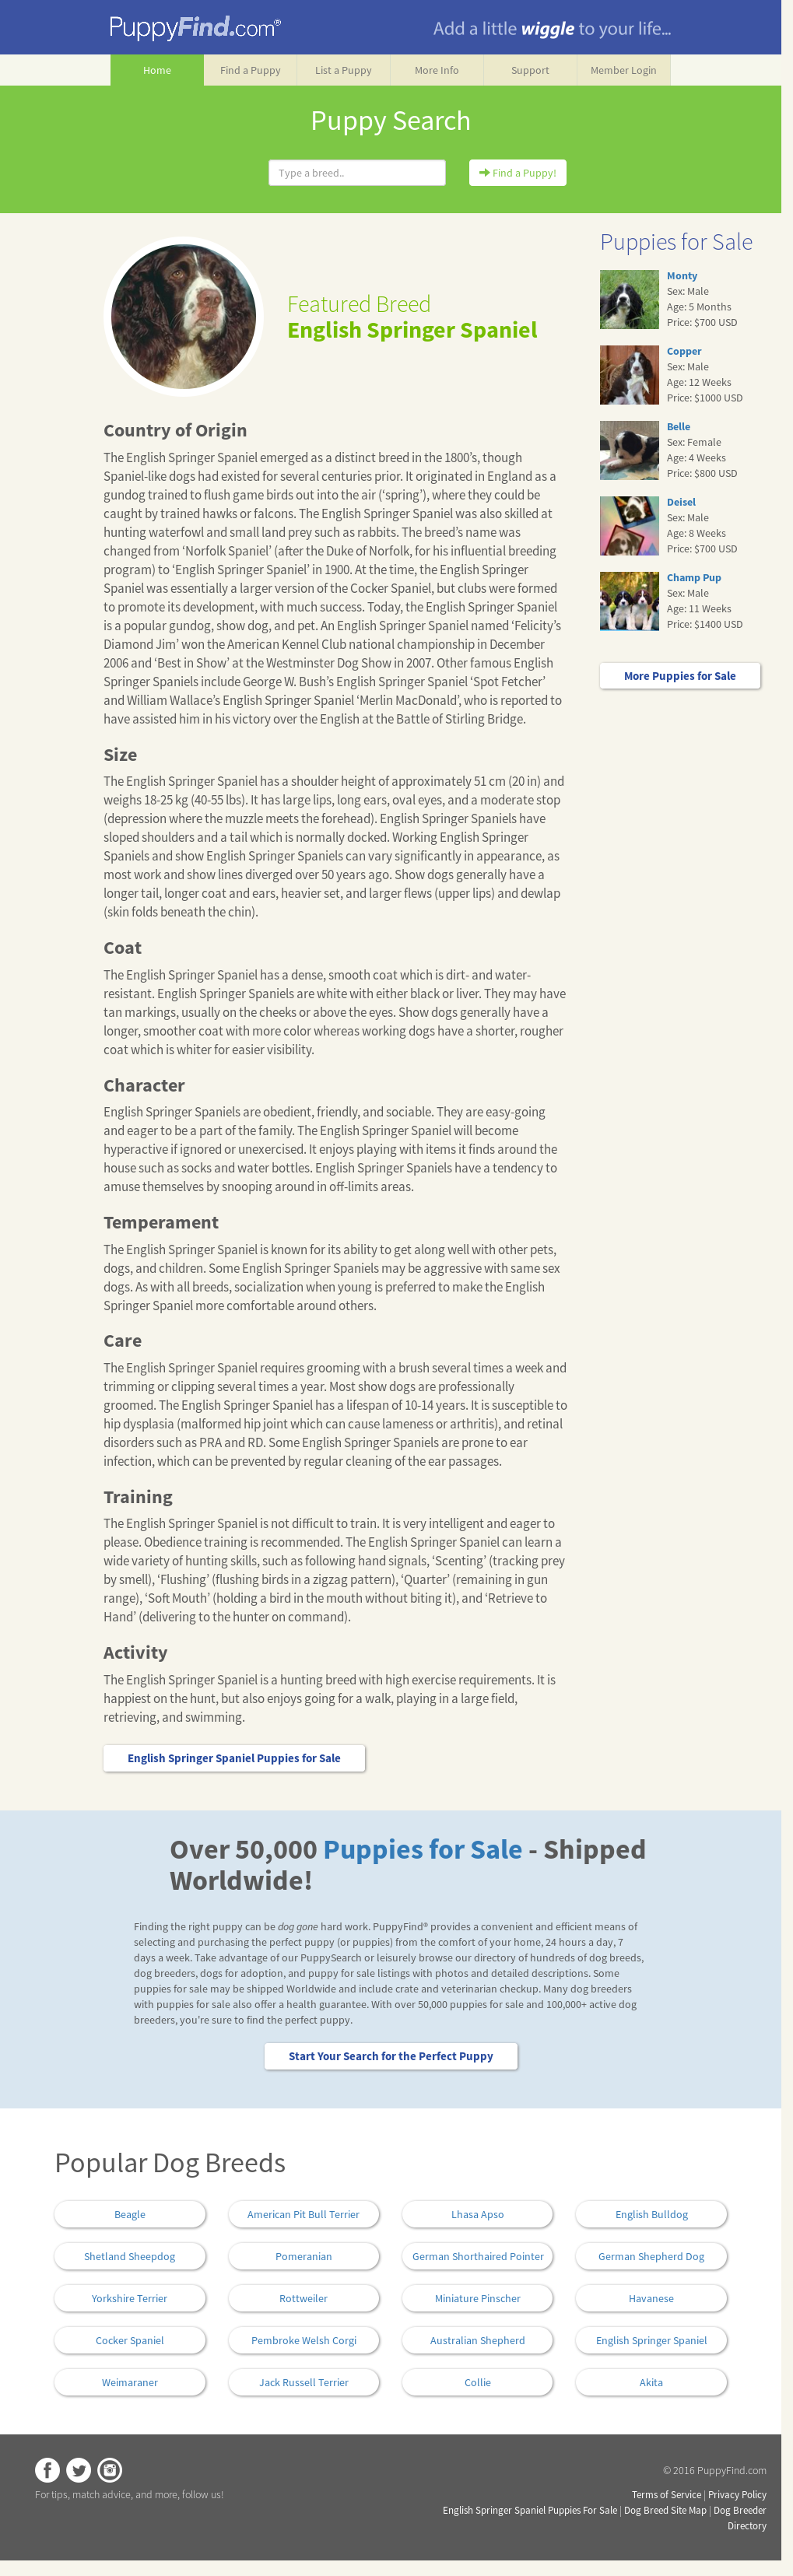 PuppyFind.com®
Add a little wiggle to your life...
Home
Find a Puppy
List a Puppy
More Info
Support
Member Login
Puppy Search
Type a breed..
Find a Puppy!
Featured Breed
English Springer Spaniel
Country of Origin
The English Springer Spaniel emerged as a distinct breed in the 1800’s, though
Spaniel-like dogs had existed for several centuries prior. It originated in England as a
gundog trained to flush game birds out into the air (‘spring’), where they could be
caught by trained hawks or falcons. The English Springer Spaniel was also skilled at
hunting waterfowl and small land prey such as rabbits. The breed’s name was
changed from ‘Norfolk Spaniel’ (after the Duke of Norfolk, for his influential breeding
program) to ‘English Springer Spaniel’ in 1900. At the time, the English Springer
Spaniel was essentially a larger version of the Cocker Spaniel, but clubs were formed
to promote its development, with much success. Today, the English Springer Spaniel
is a popular gundog, show dog, and pet. An English Springer Spaniel named ‘Felicity’s
Diamond Jim’ won the American Kennel Club national championship in December
2006 and ‘Best in Show’ at the Westminster Dog Show in 2007. Other famous English
Springer Spaniels include George W. Bush’s English Springer Spaniel ‘Spot Fetcher’
and William Wallace’s English Springer Spaniel ‘Merlin MacDonald’, who is reported to
have assisted him in his victory over the English at the Battle of Stirling Bridge.
Size
The English Springer Spaniel has a shoulder height of approximately 51 cm (20 in) and
weighs 18-25 kg (40-55 lbs). It has large lips, long ears, oval eyes, and a moderate stop
(depression where the muzzle meets the forehead). English Springer Spaniels have
sloped shoulders and a tail which is normally docked. Working English Springer
Spaniels and show English Springer Spaniels can vary significantly in appearance, as
most work and show lines diverged over 50 years ago. Show dogs generally have a
longer tail, longer coat and ears, heavier set, and larger flews (upper lips) and dewlap
(skin folds beneath the chin).
Coat
The English Springer Spaniel has a dense, smooth coat which is dirt- and water-
resistant. English Springer Spaniels are white with either black or liver. They may have
tan markings, usually on the cheeks or above the eyes. Show dogs generally have a
longer, smoother coat with more color whereas working dogs have a shorter, rougher
coat which is whiter for easier visibility.
Character
English Springer Spaniels are obedient, friendly, and sociable. They are easy-going
and eager to be a part of the family. The English Springer Spaniel will become
hyperactive if ignored or unexercised. It enjoys playing with items it finds around the
house such as socks and water bottles. English Springer Spaniels have a tendency to
amuse themselves by snooping around in off-limits areas.
Temperament
The English Springer Spaniel is known for its ability to get along well with other pets,
dogs, and children. Some English Springer Spaniels may be aggressive with same sex
dogs. As with all breeds, socialization when young is preferred to make the English
Springer Spaniel more comfortable around others.
Care
The English Springer Spaniel requires grooming with a brush several times a week and
trimming or clipping several times a year. Most show dogs are professionally
groomed. The English Springer Spaniel has a lifespan of 10-14 years. It is susceptible to
hip dysplasia (malformed hip joint which can cause lameness or arthritis), and retinal
disorders such as PRA and RD. Some English Springer Spaniels are prone to ear
infection, which can be prevented by regular cleaning of the ear passages.
Training
The English Springer Spaniel is not difficult to train. It is very intelligent and eager to
please. Obedience training is recommended. The English Springer Spaniel can learn a
wide variety of hunting skills, such as following hand signals, ‘Scenting’ (tracking prey
by smell), ‘Flushing’ (flushing birds in a zigzag pattern), ‘Quarter’ (remaining in gun
range), ‘Soft Mouth’ (holding a bird in the mouth without biting it), and ‘Retrieve to
Hand’ (delivering to the hunter on command).
Activity
The English Springer Spaniel is a hunting breed with high exercise requirements. It is
happiest on the hunt, but also enjoys going for a walk, playing in a large field,
retrieving, and swimming.
English Springer Spaniel Puppies for Sale
Puppies for Sale
Monty
Sex: Male
Age: 5 Months
Price: $700 USD
Copper
Sex: Male
Age: 12 Weeks
Price: $1000 USD
Belle
Sex: Female
Age: 4 Weeks
Price: $800 USD
Deisel
Sex: Male
Age: 8 Weeks
Price: $700 USD
Champ Pup
Sex: Male
Age: 11 Weeks
Price: $1400 USD
More Puppies for Sale
Over 50,000 Puppies for Sale - Shipped
Worldwide!
Finding the right puppy can be dog gone hard work. PuppyFind® provides a convenient and efficient means of
selecting and purchasing the perfect puppy (or puppies) from the comfort of your home, 24 hours a day, 7
days a week. Take advantage of our PuppySearch or leisurely browse our directory of hundreds of dog breeds,
dog breeders, dogs for adoption, and puppy for sale listings with photos and detailed descriptions. Some
puppies for sale may be shipped Worldwide and include crate and veterinarian checkup. Many dog breeders
with puppies for sale also offer a health guarantee. With over 50,000 puppies for sale and 100,000+ active dog
breeders, you're sure to find the perfect puppy.
Start Your Search for the Perfect Puppy
Popular Dog Breeds
Beagle
American Pit Bull Terrier
Lhasa Apso
English Bulldog
Shetland Sheepdog
Pomeranian
German Shorthaired Pointer
German Shepherd Dog
Yorkshire Terrier
Rottweiler
Miniature Pinscher
Havanese
Cocker Spaniel
Pembroke Welsh Corgi
Australian Shepherd
English Springer Spaniel
Weimaraner
Jack Russell Terrier
Collie
Akita
For tips, match advice, and more, follow us!
© 2016 PuppyFind.com
Terms of Service | Privacy Policy
English Springer Spaniel Puppies For Sale | Dog Breed Site Map | Dog Breeder
Directory